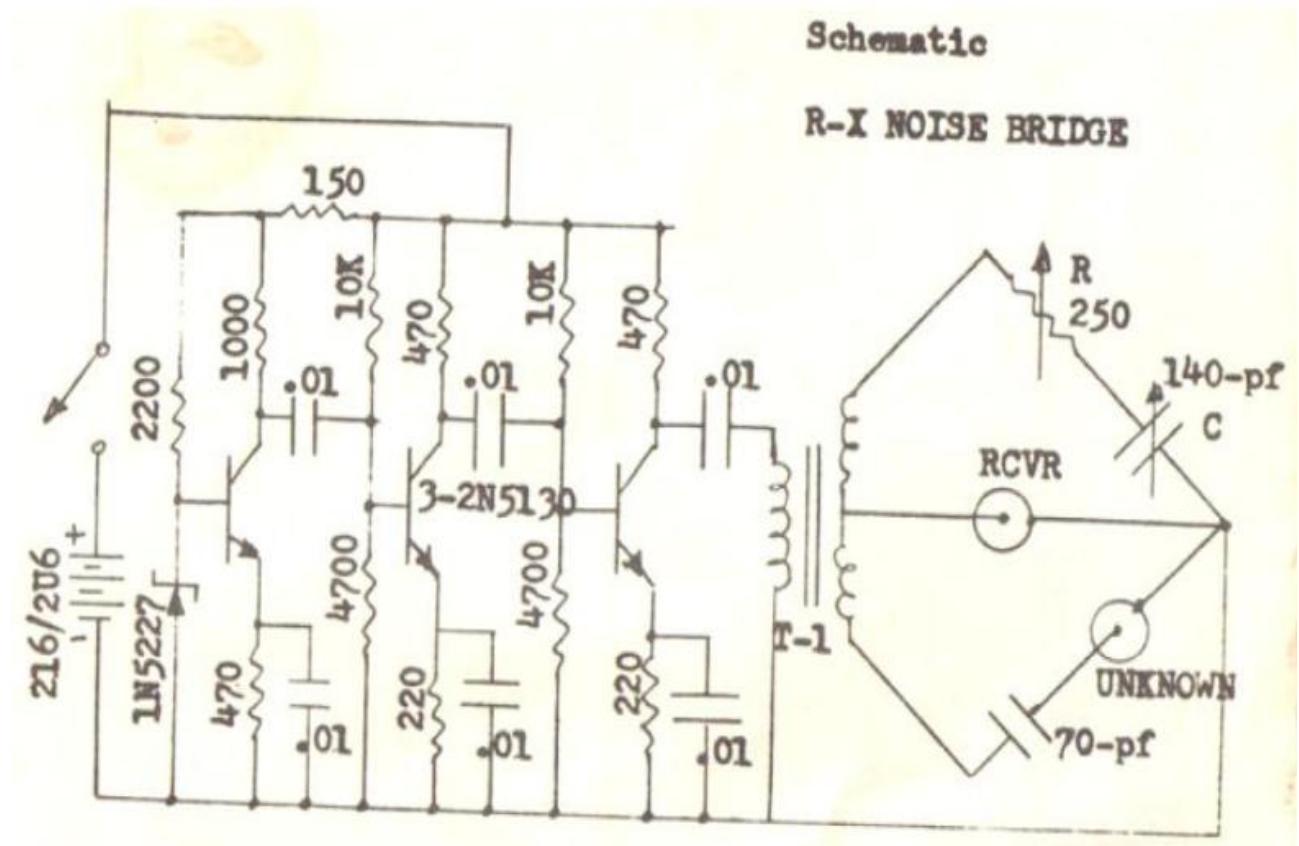 Schematic
R-X NOISE BRIDGE
150
2200
1000
10K
470
10K
470
.01
.01
.01
140-pf
R
250
C
RCVR
3-2N5130
+
-
216/2U6
1N5227
4700
4700
T-1
UNKNOWN
470
220
220
.01
.01
.01
70-pf